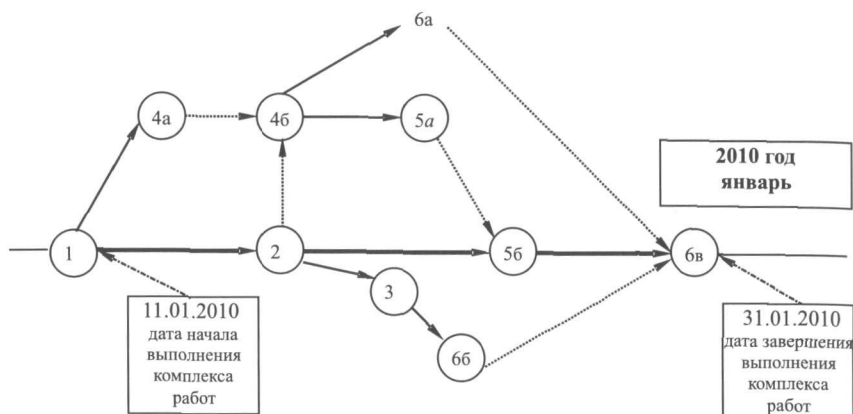 6а
4а
4б
5а
2010 год
январь
1
2
5б
6в
3
11.01.2010
дата начала
выполнения
комплекса
работ
6б
31.01.2010
дата завершения
выполнения
комплекса
работ